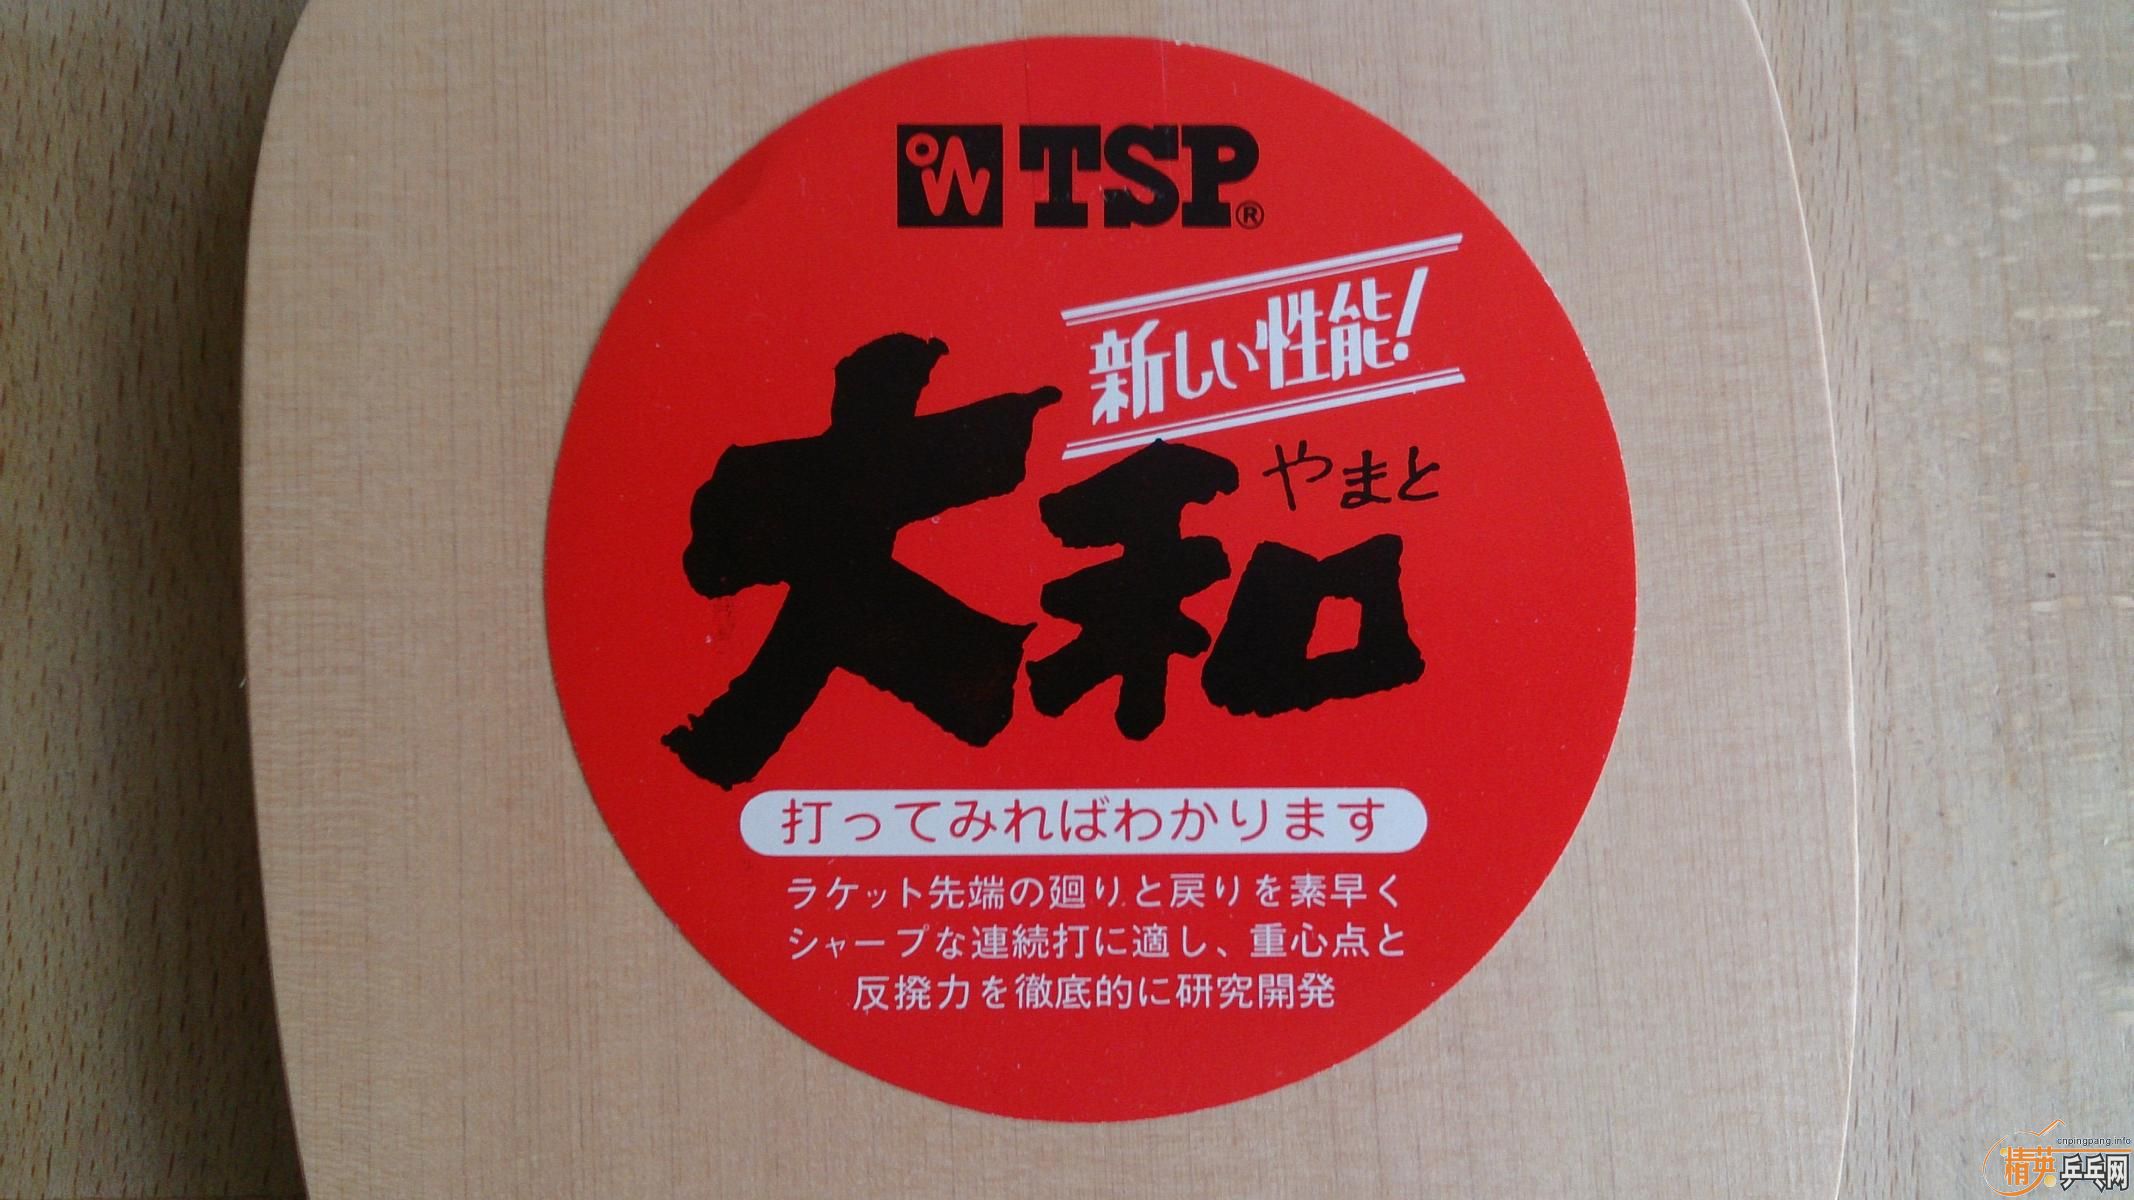 TSP®
新しい性能!
大和
やまと
打ってみればわかります
ラケット先端の廻りと戻りを素早く
シャープな連続打に適し、重心点と
反撥力を徹底的に研究開発
cnpingpang.info
精英乒乓网